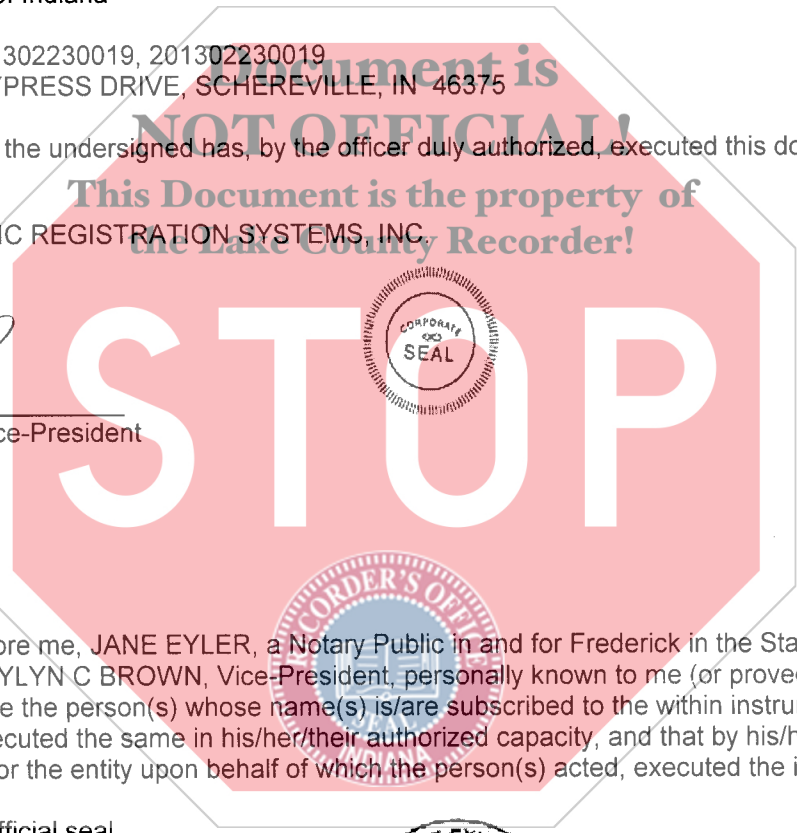 of Indiana
302230019, 201302230019
Document is
YPRESS DRIVE, SCHEREVILLE, IN 46375
NOT OFFICIAL!
the undersigned has, by the officer duly authorized, executed this do
This Document is the property of
IC REGISTRATION SYSTEMS, INC.
the Lake County Recorder!
CORPORATE
SEAL
STOP
ce-President
RECORDER'S OFFICE
ore me, JANE EYLER, a Notary Public in and for Frederick in the Sta
YLYN C BROWN, Vice-President, personally known to me (or prove
e the person(s) whose name(s) is/are subscribed to the within instru
SEAL
ecuted the same in his/her/their authorized capacity, and that by his/h
INDIANA
or the entity upon behalf of which the person(s) acted, executed the i
fficial seal